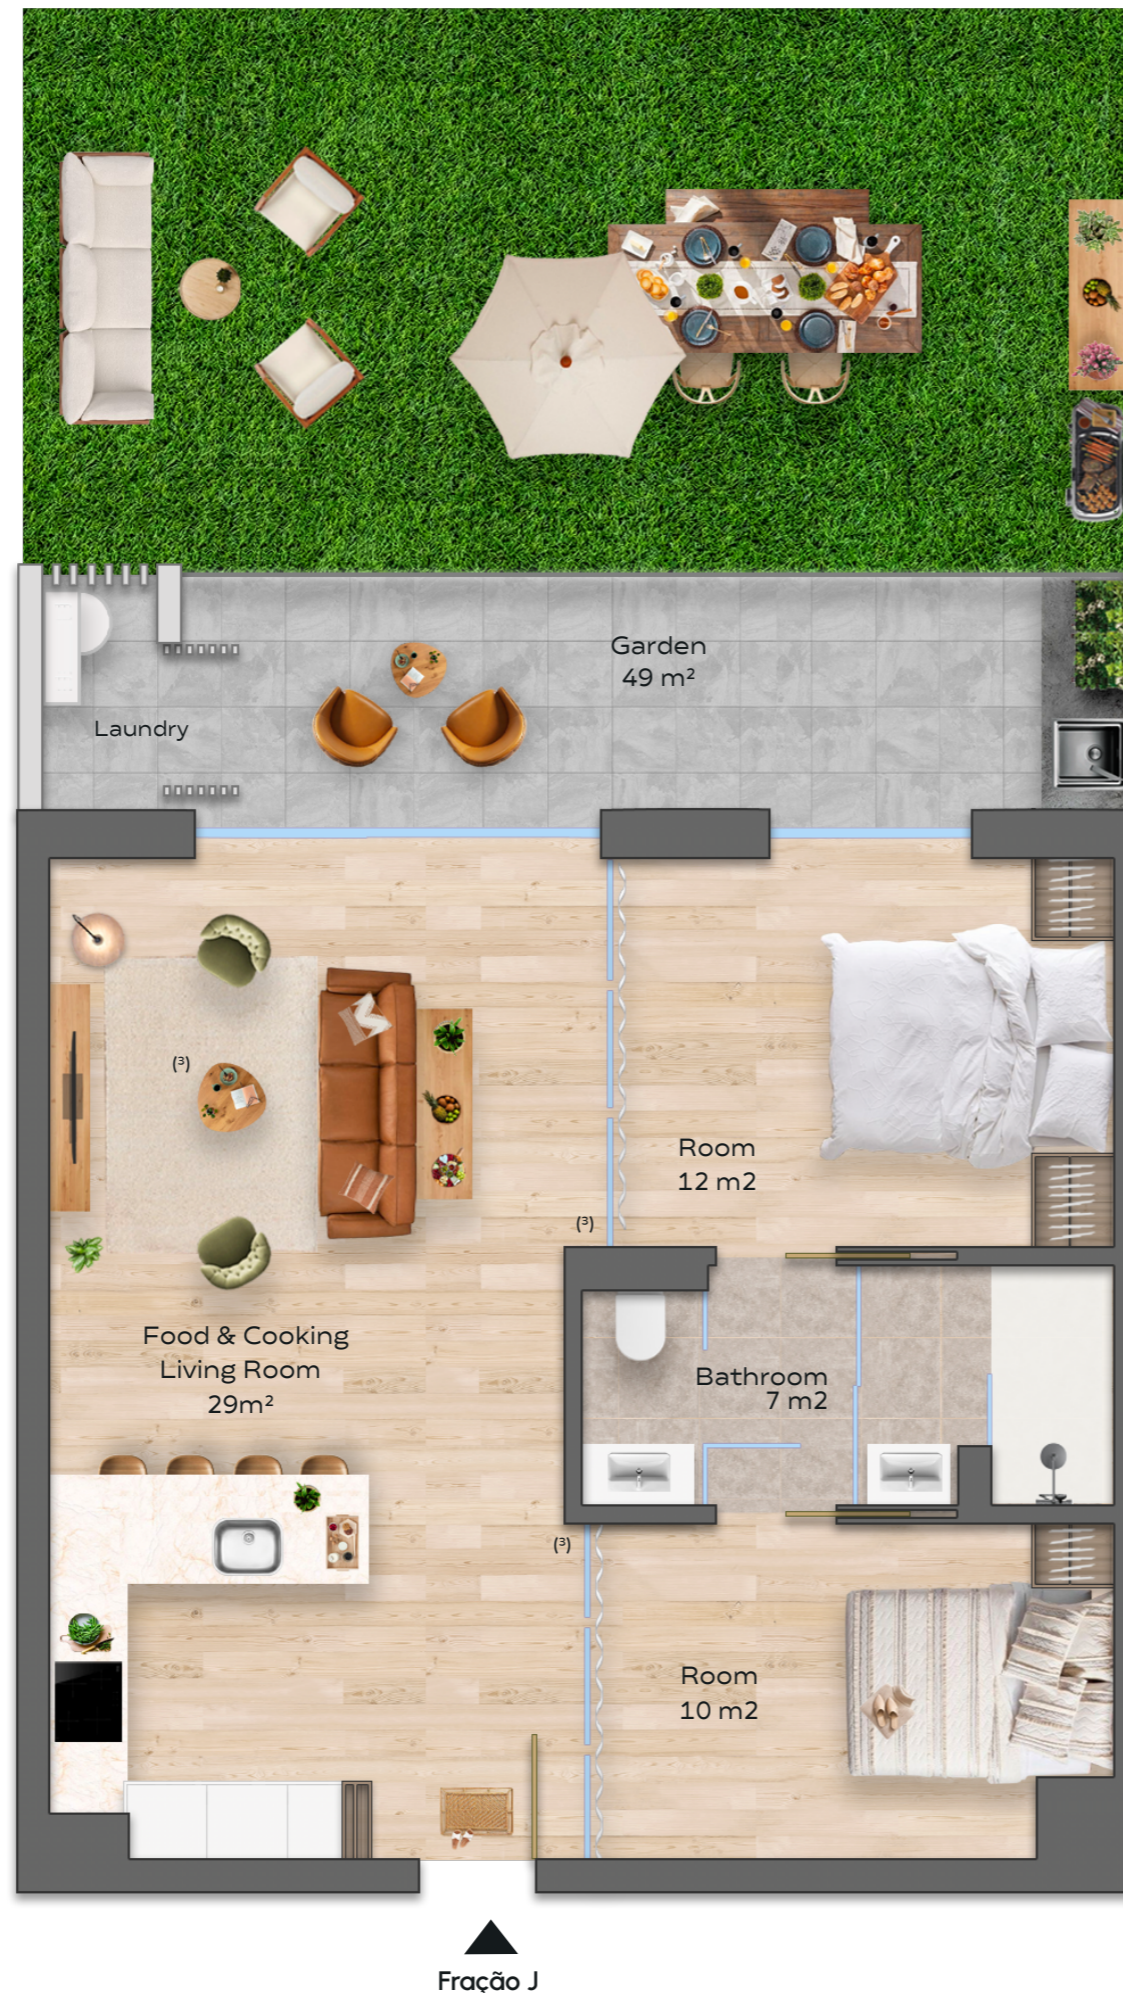 Garden
49 m²
Laundry
(³)
Room
12 m2
(³)
Food & Cooking
Living Room
29m²
Bathroom
7 m2
(³)
Room
10 m2
Fração J